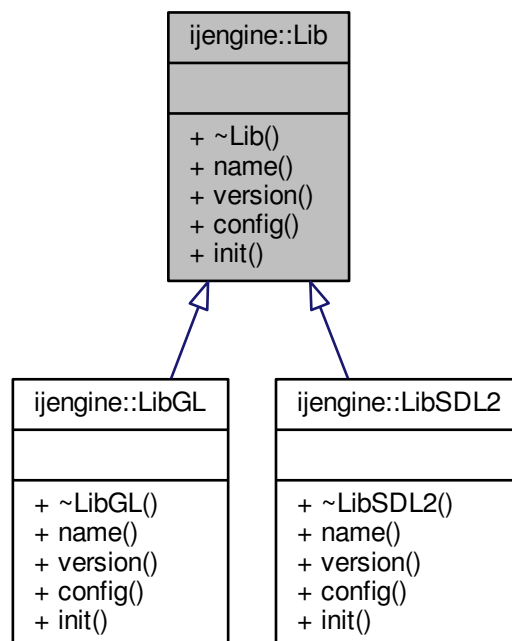 ijengine::Lib
+ ~Lib()
+ name()
+ version()
+ config()
+ init()
ijengine::LibGL
+ ~LibGL()
+ name()
+ version()
+ config()
+ init()
ijengine::LibSDL2
+ ~LibSDL2()
+ name()
+ version()
+ config()
+ init()